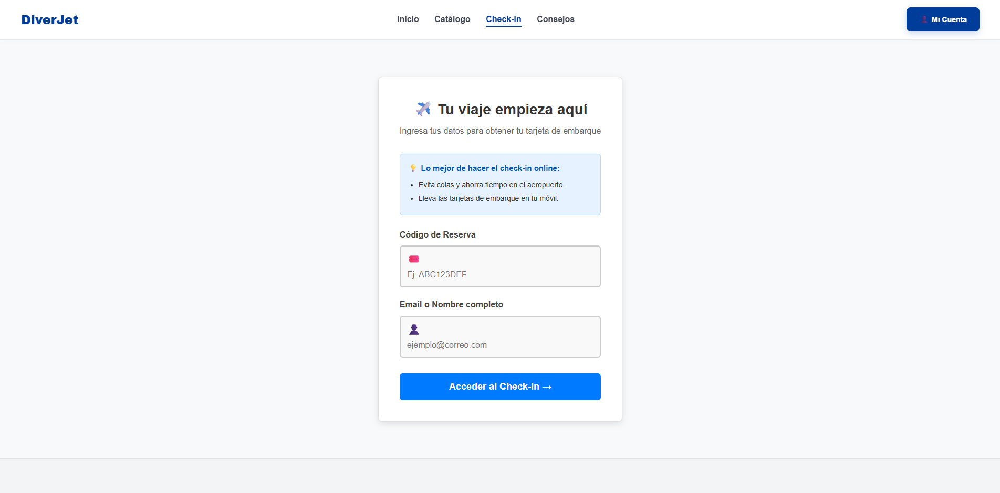 DiverJet
Inicio
Catálogo
Check-in
Consejos
Mi Cuenta
Tu viaje empieza aquí
Ingresa tus datos para obtener tu tarjeta de embarque
Lo mejor de hacer el check-in online:
• Evita colas y ahorra tiempo en el aeropuerto.
• Lleva las tarjetas de embarque en tu móvil.
Código de Reserva
Ej: ABC123DEF
Email o Nombre completo
ejemplo@correo.com
Acceder al Check-in →